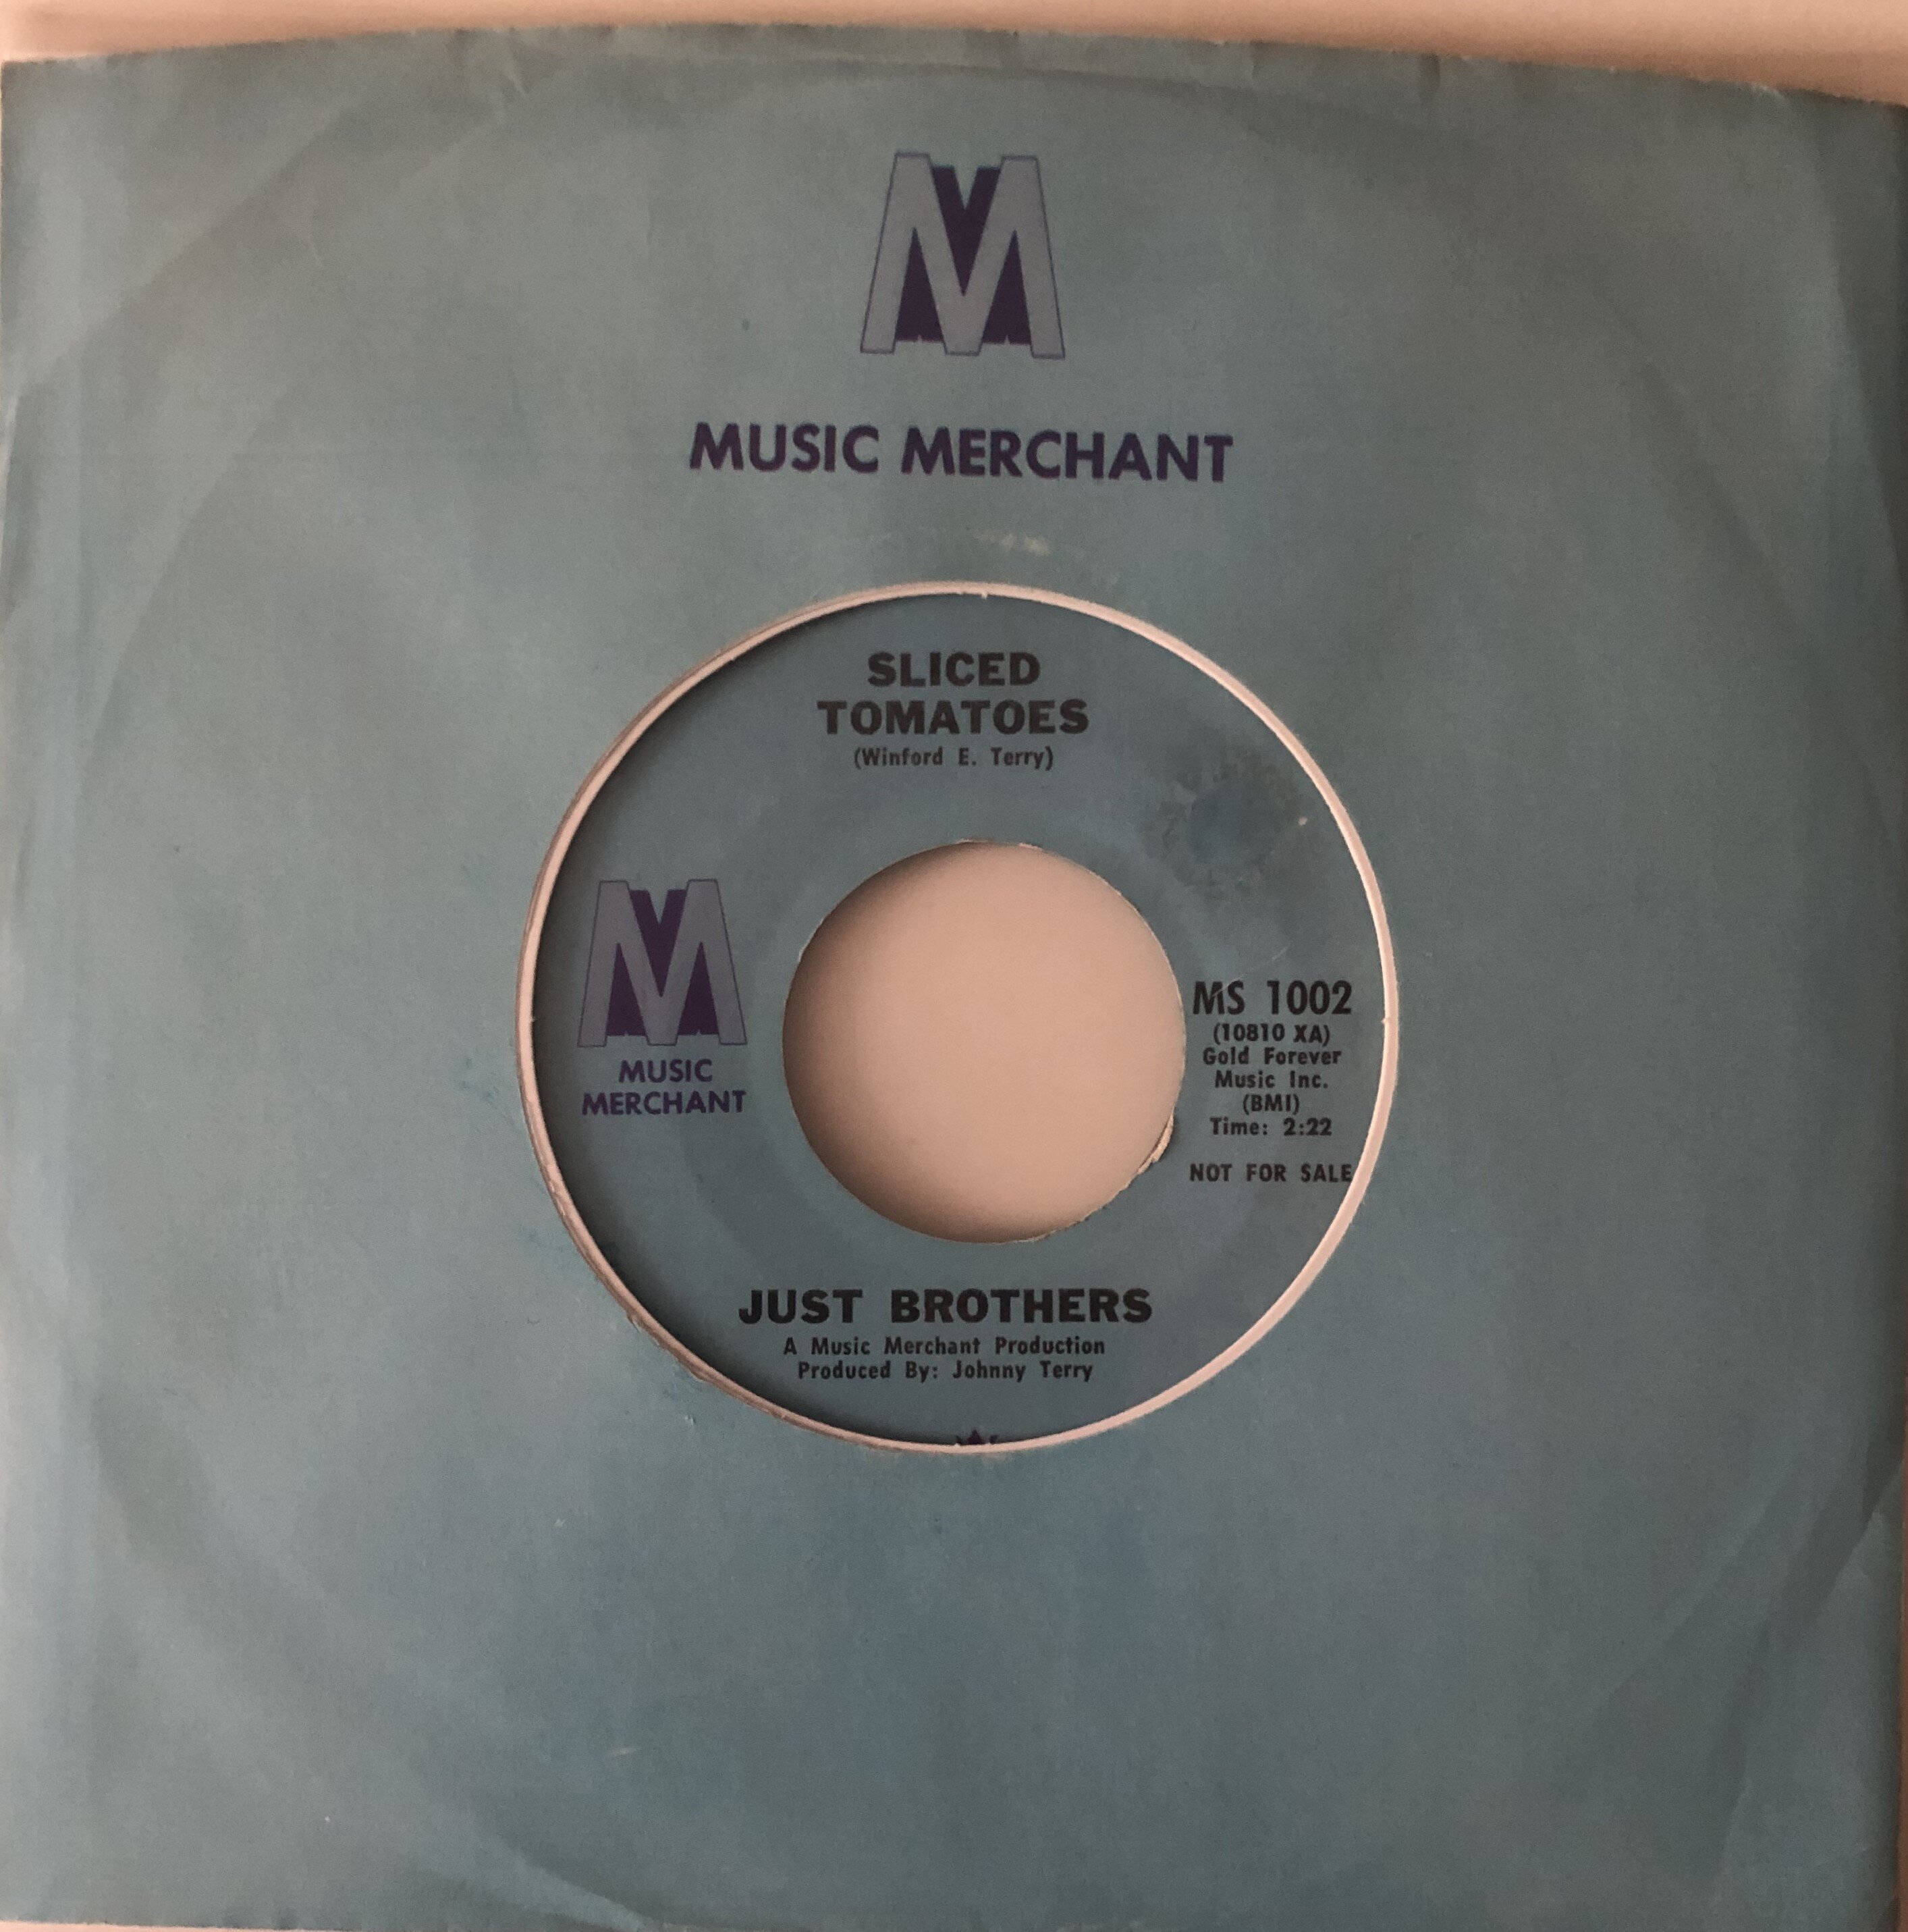 M
MUSIC MERCHANT
SLICED
TOMATOES
(Winford E. Terry)
M
MUSIC
MERCHANT
MS 1002
(10810 XA)
Gold Forever
Music Inc.
(BMI)
Time: 2:22
NOT FOR SALE
JUST BROTHERS
A Music Merchant Production
Produced By: Johnny Terry